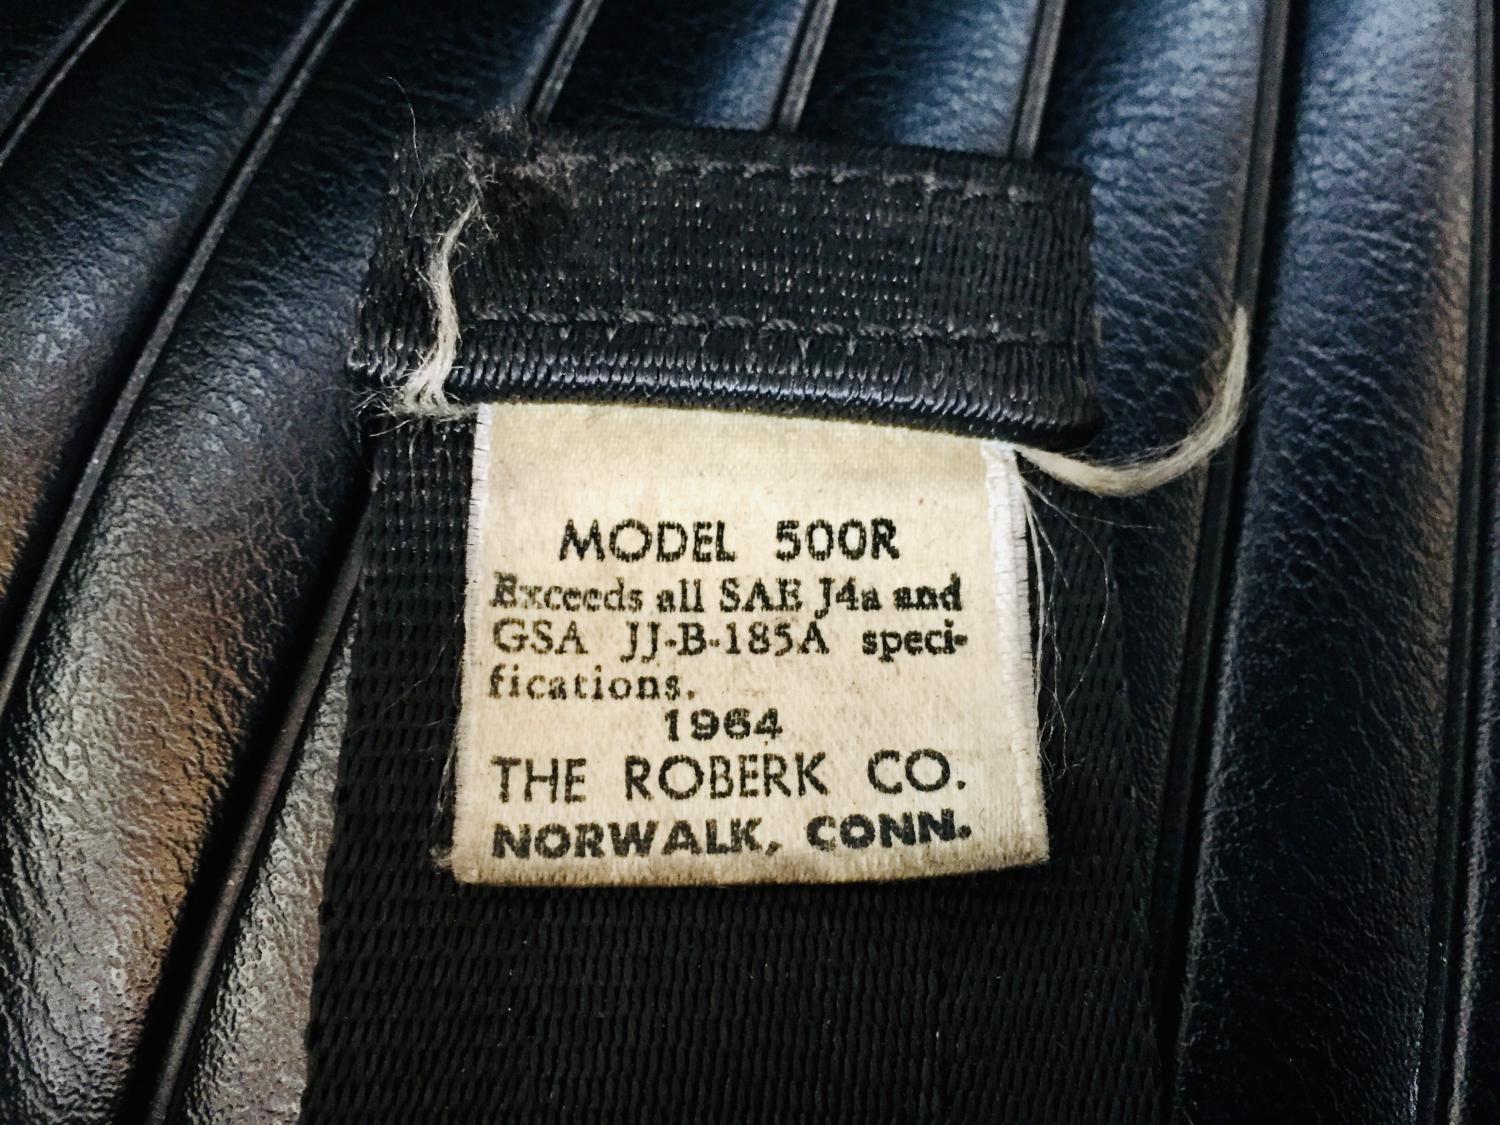 MODEL 500R
Exceeds all SAE J4a and
GSA JJ-B-185A speci-
fications.
1964
THE ROBERK CO.
NORWALK, CONN.